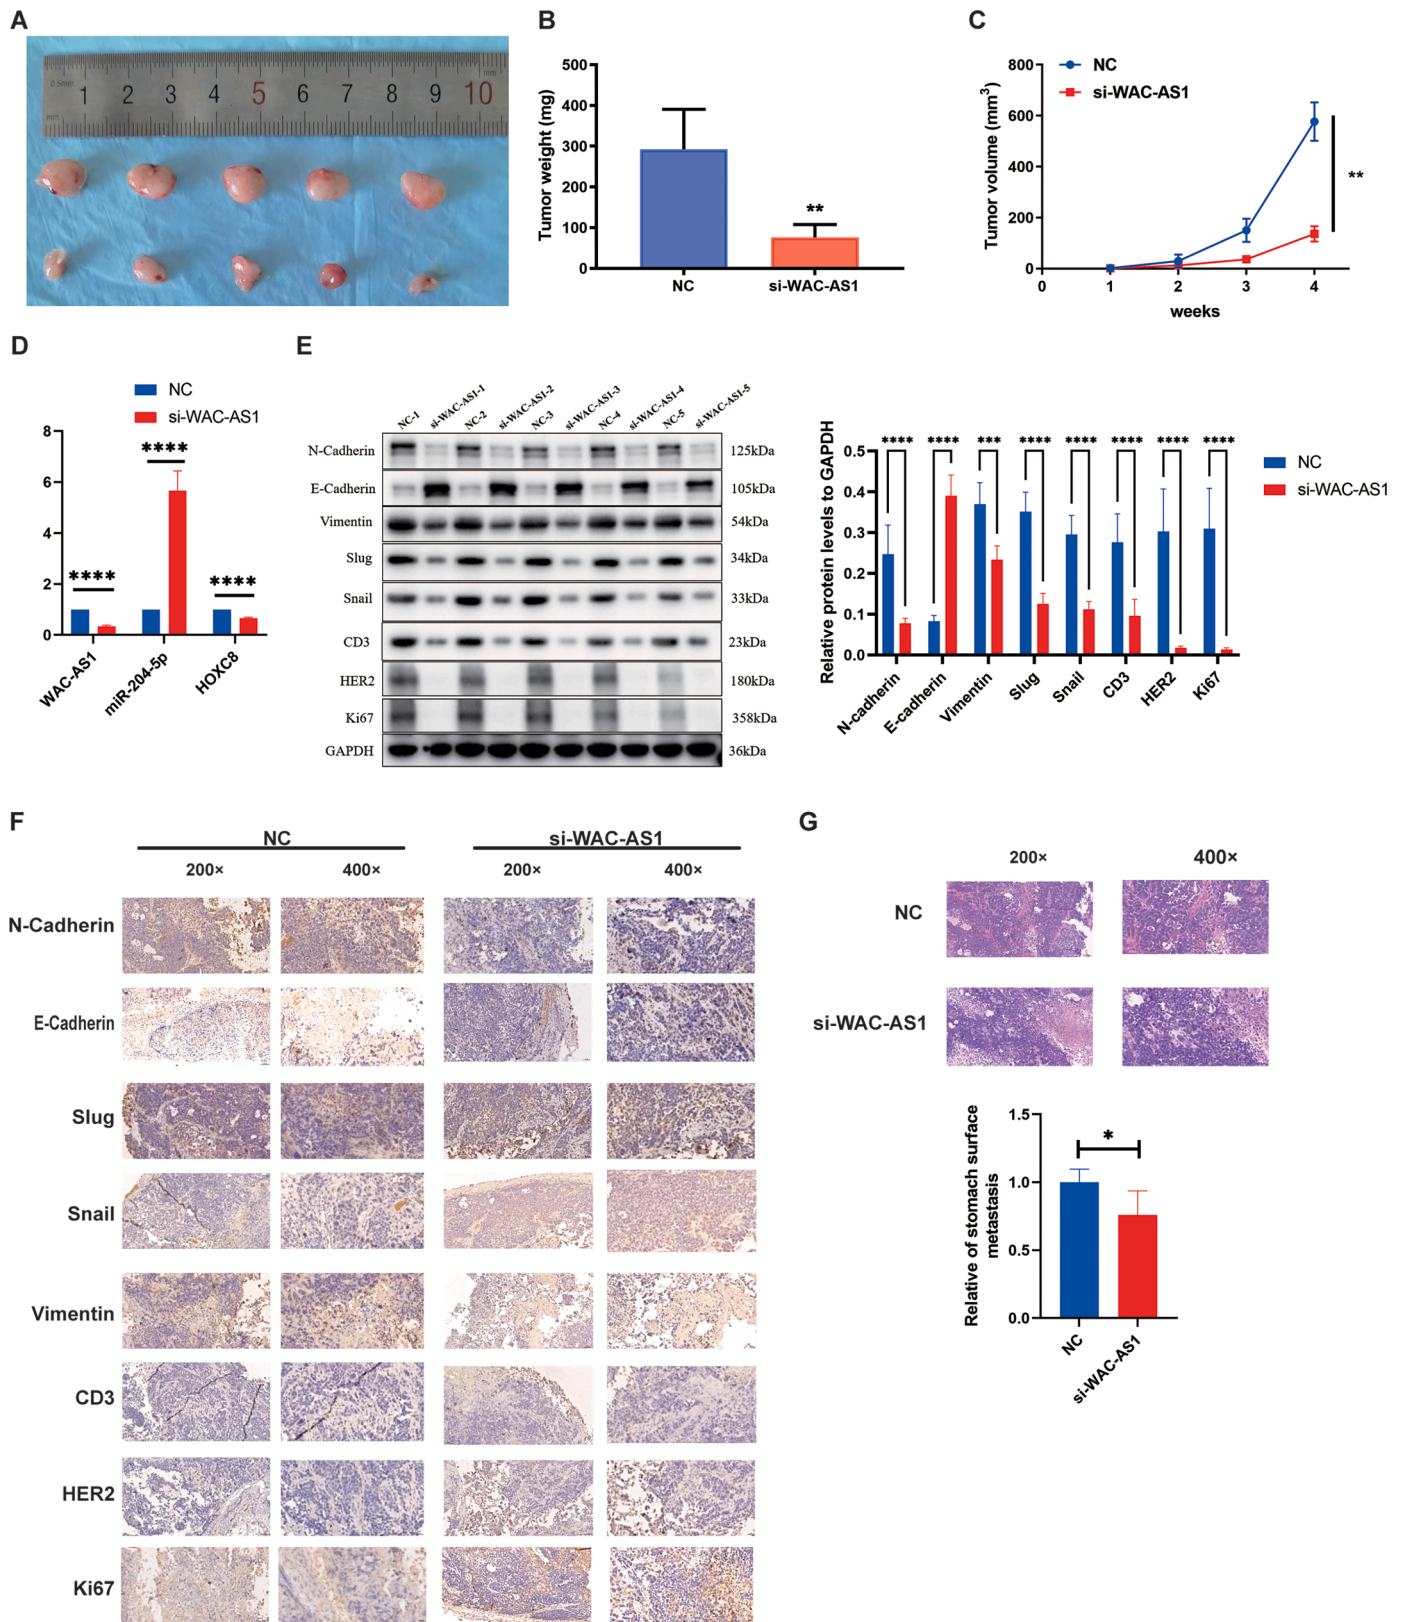 A
0.5mm
mm
1 2 3 4 5 6 7 8 9 10
mm
B
Tumor weight (mg)
500
400
300
200
100
0
**
NC
si-WAC-AS1
C
NC
si-WAC-AS1
Tumor volume (mm³)
800
600
400
200
0
**
0 1 2 3 4
weeks
D
NC
si-WAC-AS1
8
6
4
2
0
****
****
****
WAC-AS1
miR-204-5p
HOXC8
E
NC-1
si-WAC-AS1-1
NC-2
si-WAC-AS1-2
NC-3
si-WAC-AS1-3
NC-4
si-WAC-AS1-4
NC-5
si-WAC-AS1-5
N-Cadherin 125kDa
E-Cadherin 105kDa
Vimentin 54kDa
Slug 34kDa
Snail 33kDa
CD3 23kDa
HER2 180kDa
Ki67 358kDa
GAPDH 36kDa
Relative protein levels to GAPDH
0.5
0.4
0.3
0.2
0.1
0.0
**** **** *** **** **** **** **** ****
NC
si-WAC-AS1
N-cadherin
E-cadherin
Vimentin
Slug
Snail
CD3
HER2
Ki67
F
NC si-WAC-AS1
200× 400× 200× 400×
N-Cadherin
E-Cadherin
Slug
Snail
Vimentin
CD3
HER2
Ki67
G
200× 400×
NC
si-WAC-AS1
Relative of stomach surface
metastasis
1.5
1.0
0.5
0.0
*
NC
si-WAC-AS1